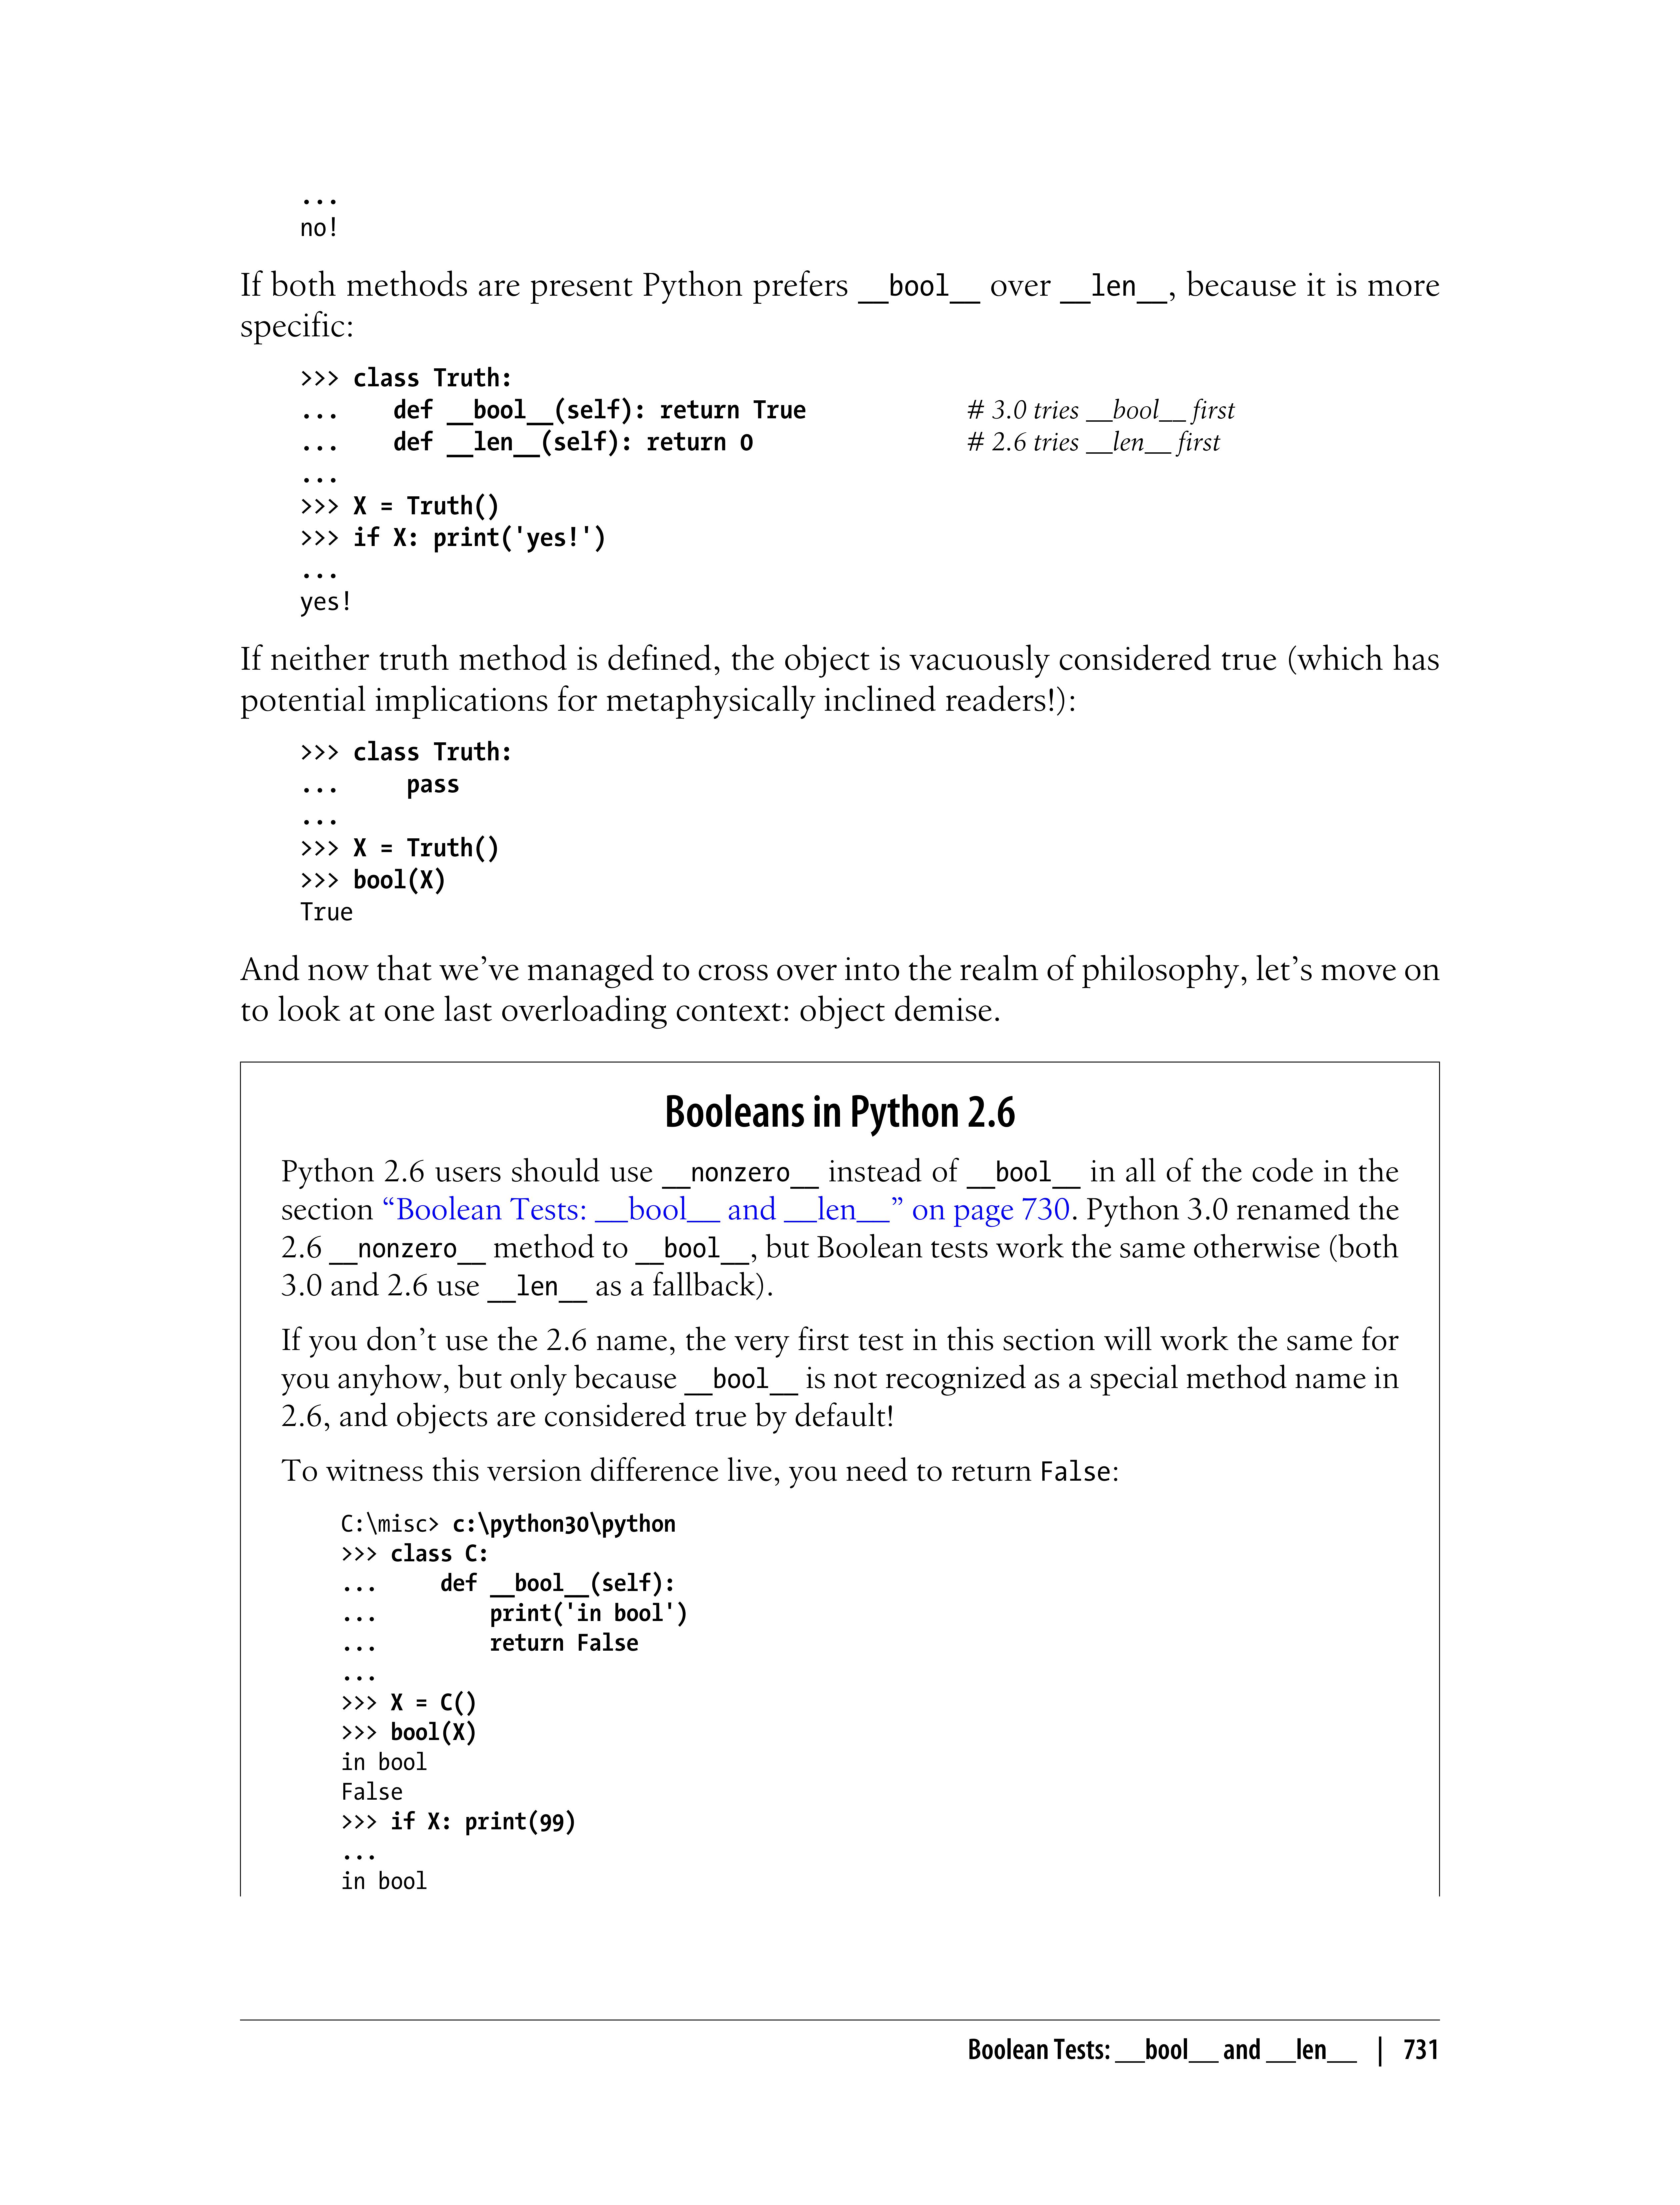 ...
no!
If both methods are present Python prefers __bool__ over __len__, because it is more
specific:
>>> class Truth:
...    def __bool__(self): return True            # 3.0 tries __bool__ first
...    def __len__(self): return 0                # 2.6 tries __len__ first
...
>>> X = Truth()
>>> if X: print('yes!')
...
yes!
If neither truth method is defined, the object is vacuously considered true (which has
potential implications for metaphysically inclined readers!):
>>> class Truth:
...     pass
...
>>> X = Truth()
>>> bool(X)
True
And now that we’ve managed to cross over into the realm of philosophy, let’s move on
to look at one last overloading context: object demise.
Booleans in Python 2.6
Python 2.6 users should use __nonzero__ instead of __bool__ in all of the code in the
section “Boolean Tests: __bool__ and __len__” on page 730. Python 3.0 renamed the
2.6 __nonzero__ method to __bool__, but Boolean tests work the same otherwise (both
3.0 and 2.6 use __len__ as a fallback).
If you don’t use the 2.6 name, the very first test in this section will work the same for
you anyhow, but only because __bool__ is not recognized as a special method name in
2.6, and objects are considered true by default!
To witness this version difference live, you need to return False:
C:\misc> c:\python30\python
>>> class C:
...     def __bool__(self):
...         print('in bool')
...         return False
...
>>> X = C()
>>> bool(X)
in bool
False
>>> if X: print(99)
...
in bool
Boolean Tests: __bool__ and __len__ | 731